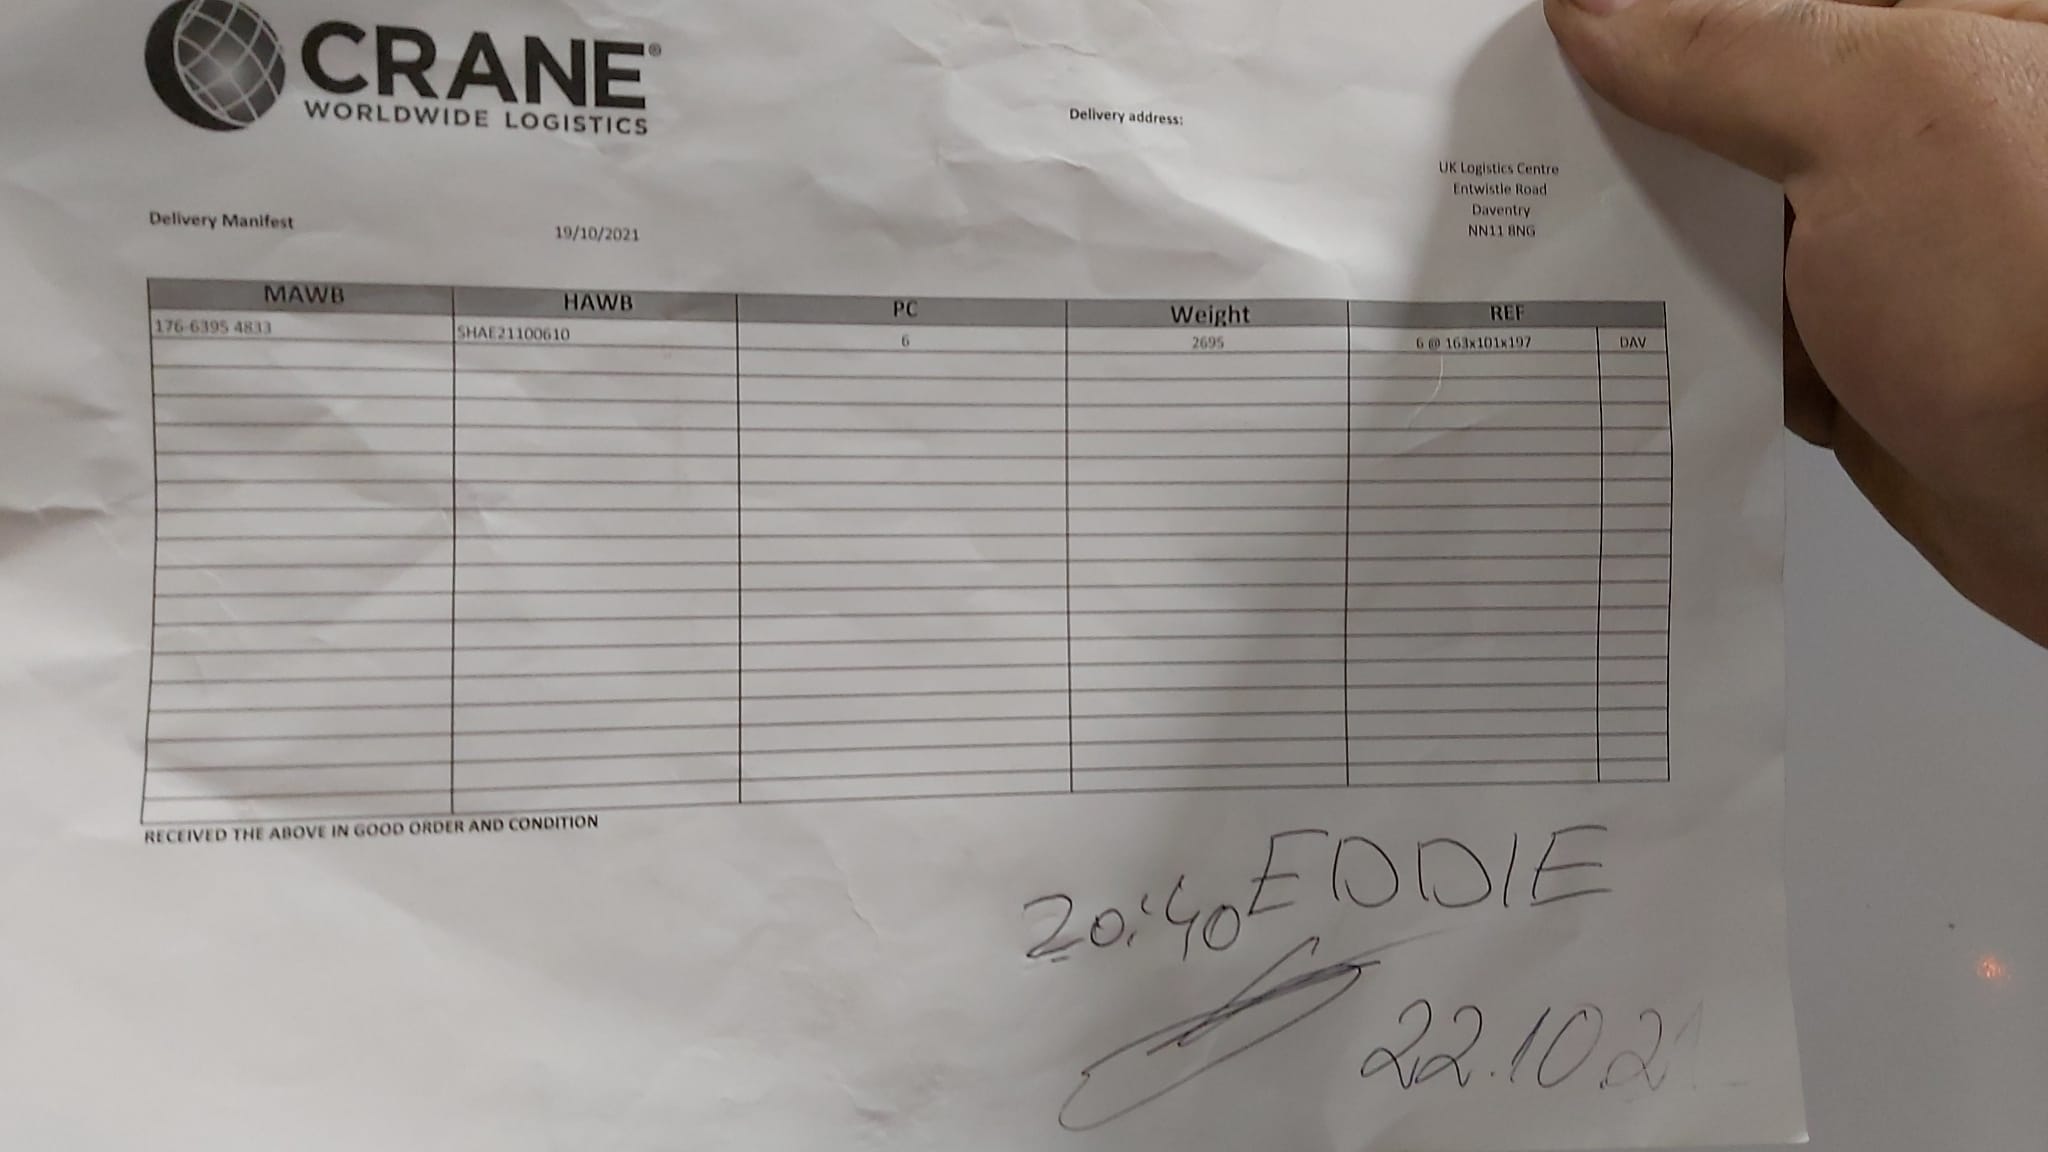 CRANE®
WORLDWIDE LOGISTICS
Delivery address:
UK Logistics Centre
Entwistle Road
Daventry
NN11 8NG
Delivery Manifest 19/10/2021
MAWB HAWB PC Weight REF
176-6395 4833 SHAE21100610 6 2695 6 @ 163x101x197 DAV
RECEIVED THE ABOVE IN GOOD ORDER AND CONDITION
20:40 EDDIE
22.10.21